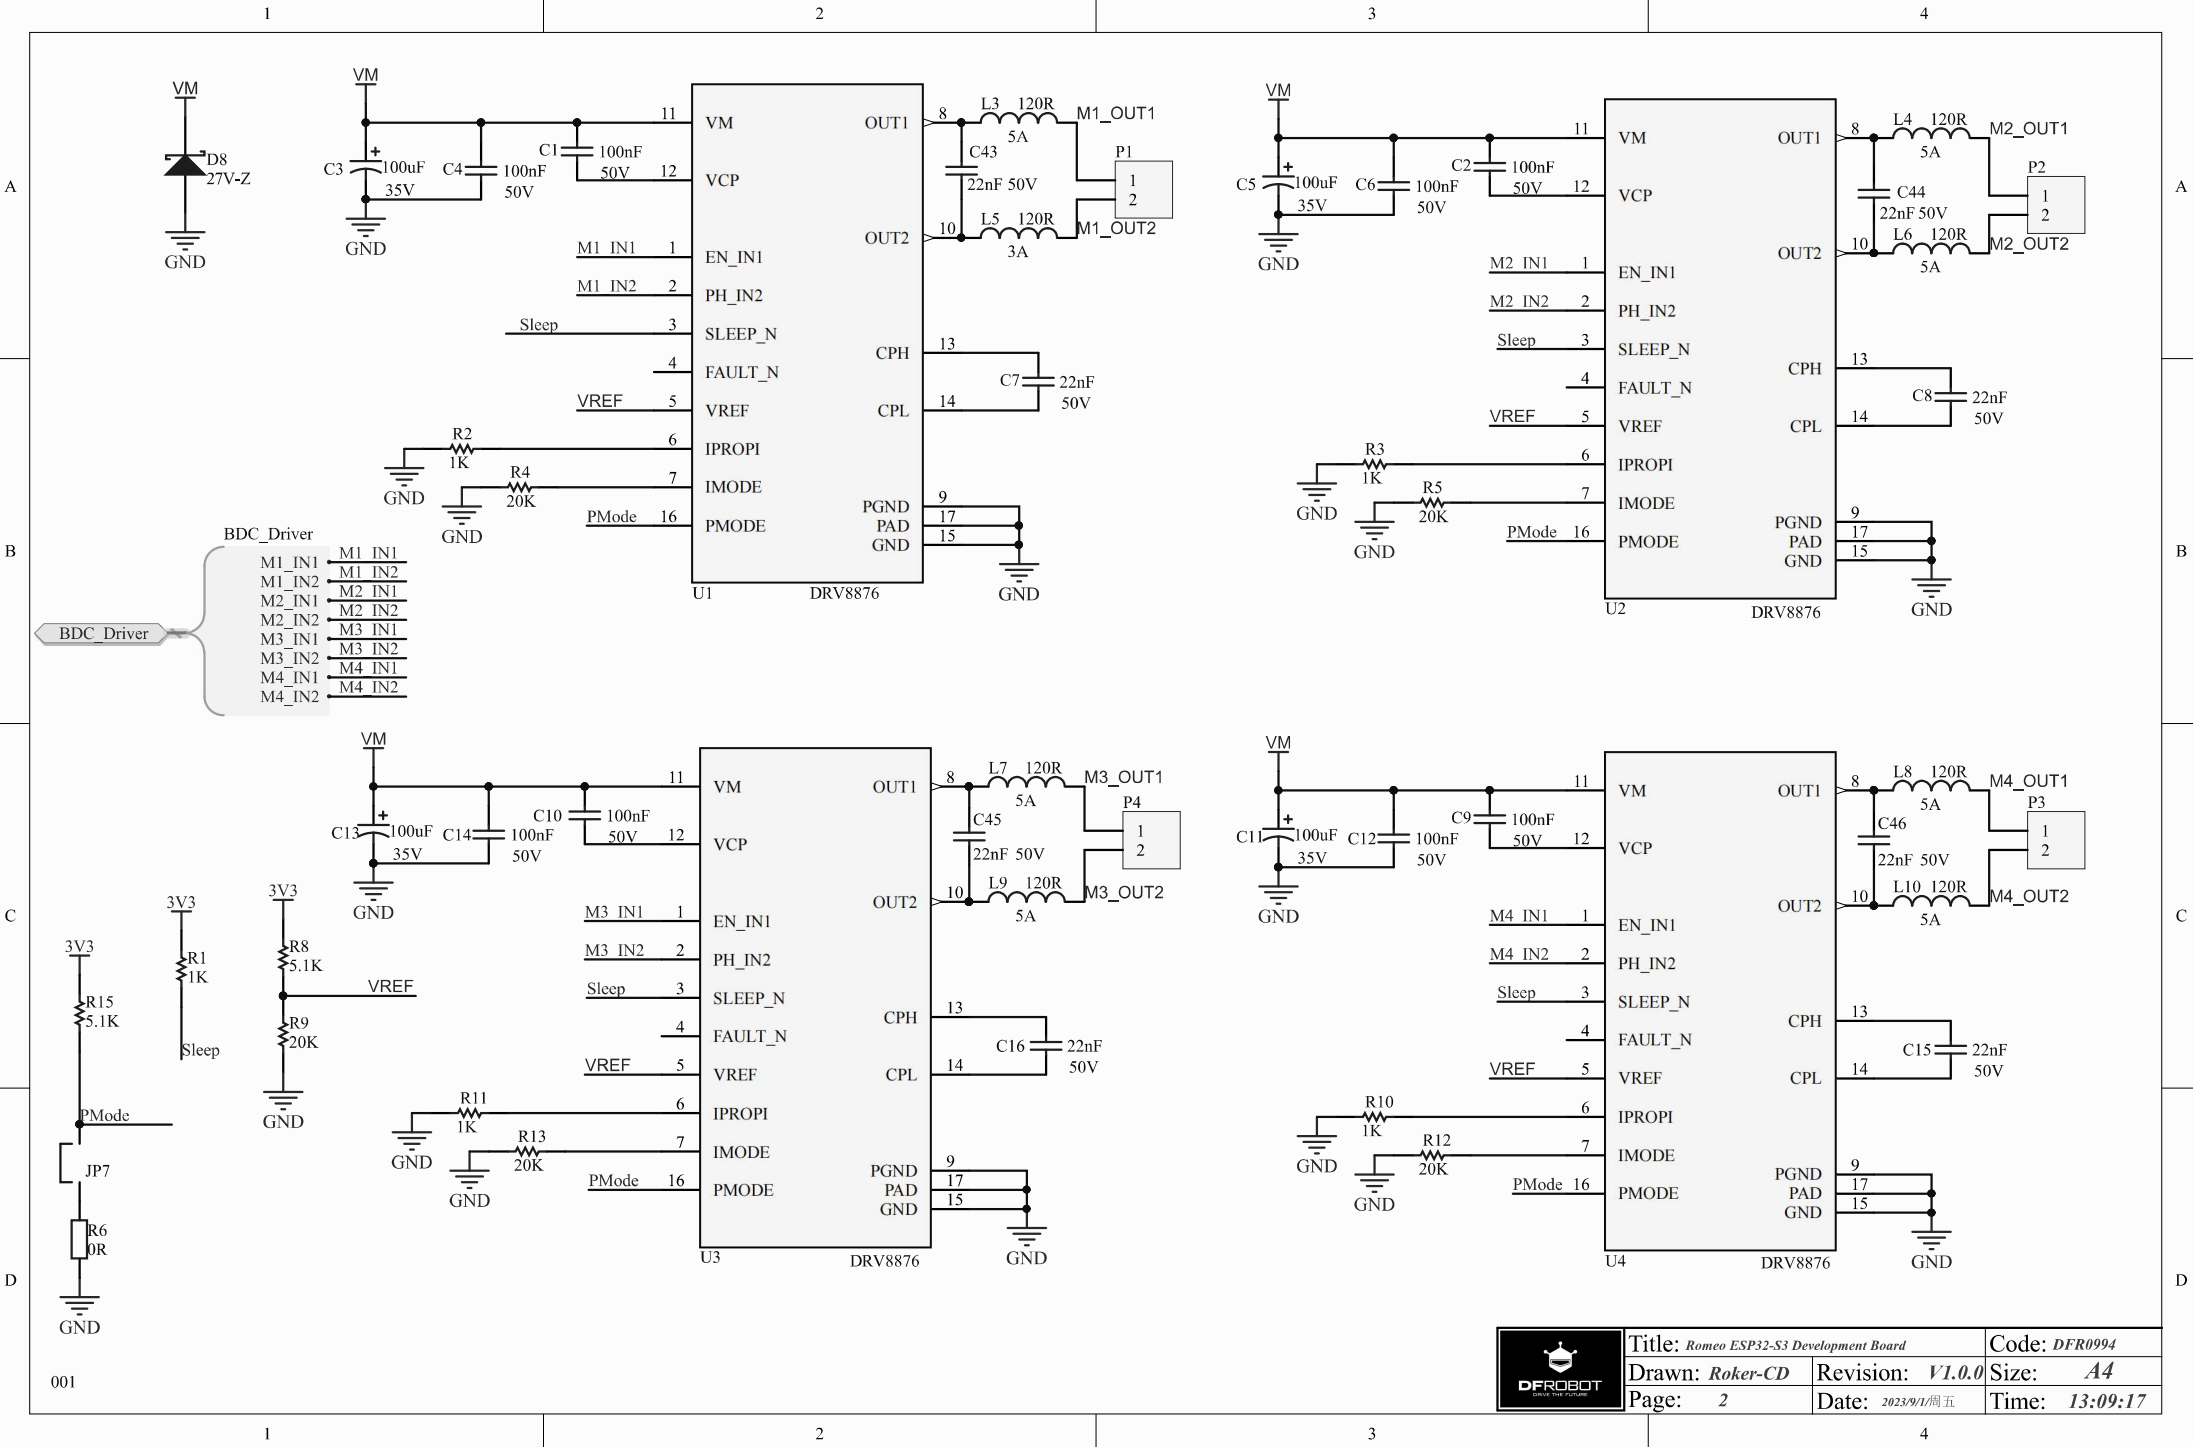 1 2 3 4
A A
B B
C C
D D
1 2 3 4
VM
D8
27V-Z
GND
VM
C3
100uF
35V
C4
100nF
50V
C1
100nF
50V
GND
11 VM
12 VCP
M1_IN1 1 EN_IN1
M1_IN2 2 PH_IN2
Sleep 3 SLEEP_N
4 FAULT_N
VREF 5 VREF
R2
1K
6 IPROPI
GND
R4
20K
7 IMODE
GND
PMode 16 PMODE
OUT1 8
OUT2 10
CPH 13
CPL 14
PGND 9
PAD 17
GND 15
GND
U1 DRV8876
L3 120R
5A
M1_OUT1
C43
22nF 50V
P1
1
2
L5 120R
3A
M1_OUT2
C7 22nF
50V
VM
C5
100uF
35V
C6
100nF
50V
C2
100nF
50V
GND
11 VM
12 VCP
M2_IN1 1 EN_IN1
M2_IN2 2 PH_IN2
Sleep 3 SLEEP_N
4 FAULT_N
VREF 5 VREF
R3
1K
6 IPROPI
GND
R5
20K
7 IMODE
GND
PMode 16 PMODE
OUT1 8
OUT2 10
CPH 13
CPL 14
PGND 9
PAD 17
GND 15
GND
U2 DRV8876
L4 120R
5A
M2_OUT1
C44
22nF 50V
P2
1
2
L6 120R
5A
M2_OUT2
C8 22nF
50V
BDC_Driver
BDC_Driver
M1_IN1 M1_IN1
M1_IN2 M1_IN2
M2_IN1 M2_IN1
M2_IN2 M2_IN2
M3_IN1 M3_IN1
M3_IN2 M3_IN2
M4_IN1 M4_IN1
M4_IN2 M4_IN2
VM
C13
100uF
35V
C14
100nF
50V
C10
100nF
50V
GND
11 VM
12 VCP
M3_IN1 1 EN_IN1
M3_IN2 2 PH_IN2
Sleep 3 SLEEP_N
4 FAULT_N
VREF 5 VREF
R11
1K
6 IPROPI
GND
R13
20K
7 IMODE
GND
PMode 16 PMODE
OUT1 8
OUT2 10
CPH 13
CPL 14
PGND 9
PAD 17
GND 15
GND
U3 DRV8876
L7 120R
5A
M3_OUT1
C45
22nF 50V
P4
1
2
L9 120R
5A
M3_OUT2
C16 22nF
50V
VM
C11
100uF
35V
C12
100nF
50V
C9
100nF
50V
GND
11 VM
12 VCP
M4_IN1 1 EN_IN1
M4_IN2 2 PH_IN2
Sleep 3 SLEEP_N
4 FAULT_N
VREF 5 VREF
R10
1K
6 IPROPI
GND
R12
20K
7 IMODE
GND
PMode 16 PMODE
OUT1 8
OUT2 10
CPH 13
CPL 14
PGND 9
PAD 17
GND 15
GND
U4 DRV8876
L8 120R
5A
M4_OUT1
C46
22nF 50V
P3
1
2
L10 120R
5A
M4_OUT2
C15 22nF
50V
3V3
R15
5.1K
PMode
JP7
R6
0R
GND
3V3
R1
1K
Sleep
3V3
R8
5.1K
VREF
R9
20K
GND
001
DFROBOT
DRIVE THE FUTURE
Title: Romeo ESP32-S3 Development Board Code: DFR0994
Drawn: Roker-CD Revision: V1.0.0 Size: A4
Page: 2 Date: 2023/9/1/周五 Time: 13:09:17